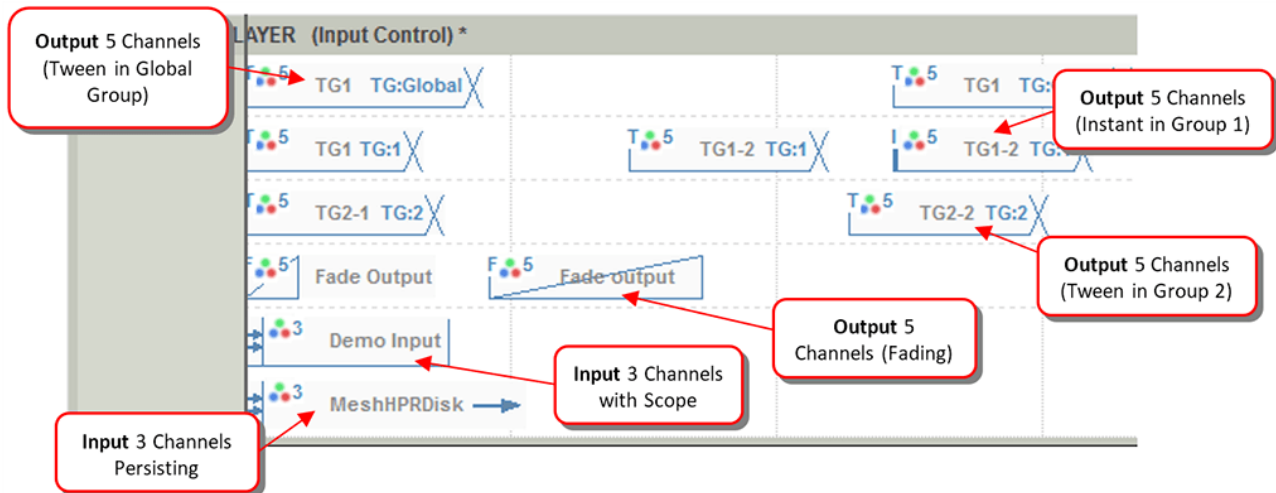 LAYER (Input Control) *
Output 5 Channels
(Tween in Global
Group)
T 5 TG1 TG:Global
T 5 TG1 TG:
Output 5 Channels
(Instant in Group 1)
T 5 TG1 TG:1
T 5 TG1-2 TG:1
I 5 TG1-2 TG:
T 5 TG2-1 TG:2
T 5 TG2-2 TG:2
Output 5 Channels
(Tween in Group 2)
F 5 Fade Output
F 5 Fade output
Output 5
Channels (Fading)
3 Demo Input
Input 3 Channels
with Scope
3 MeshHPRDisk
Input 3 Channels
Persisting